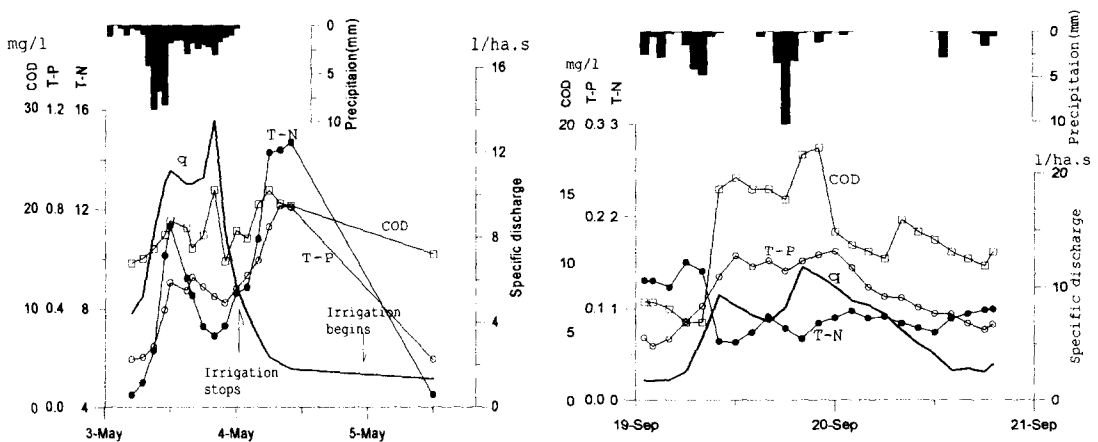 0
5
10
Precipitaion(mm)
mg/l
COD
T-P
T-N
30 1.2 16
20 0.8 12
10 0.4 8
0 0.0 4
l/ha.s
16
12
8
4
0
Specific discharge
q
T-N
COD
T-P
Irrigation
begins
Irrigation
stops
3-May
4-May
5-May
0
5
10
Precipitation(mm)
mg/l
COD
T-P
T-N
20 0.3 3
15
0.2 2
10
0.1 1
5
0 0.0 0
l/ha.s
20
10
0
Specific discharge
COD
T-P
q
T-N
19-Sep
20-Sep
21-Sep